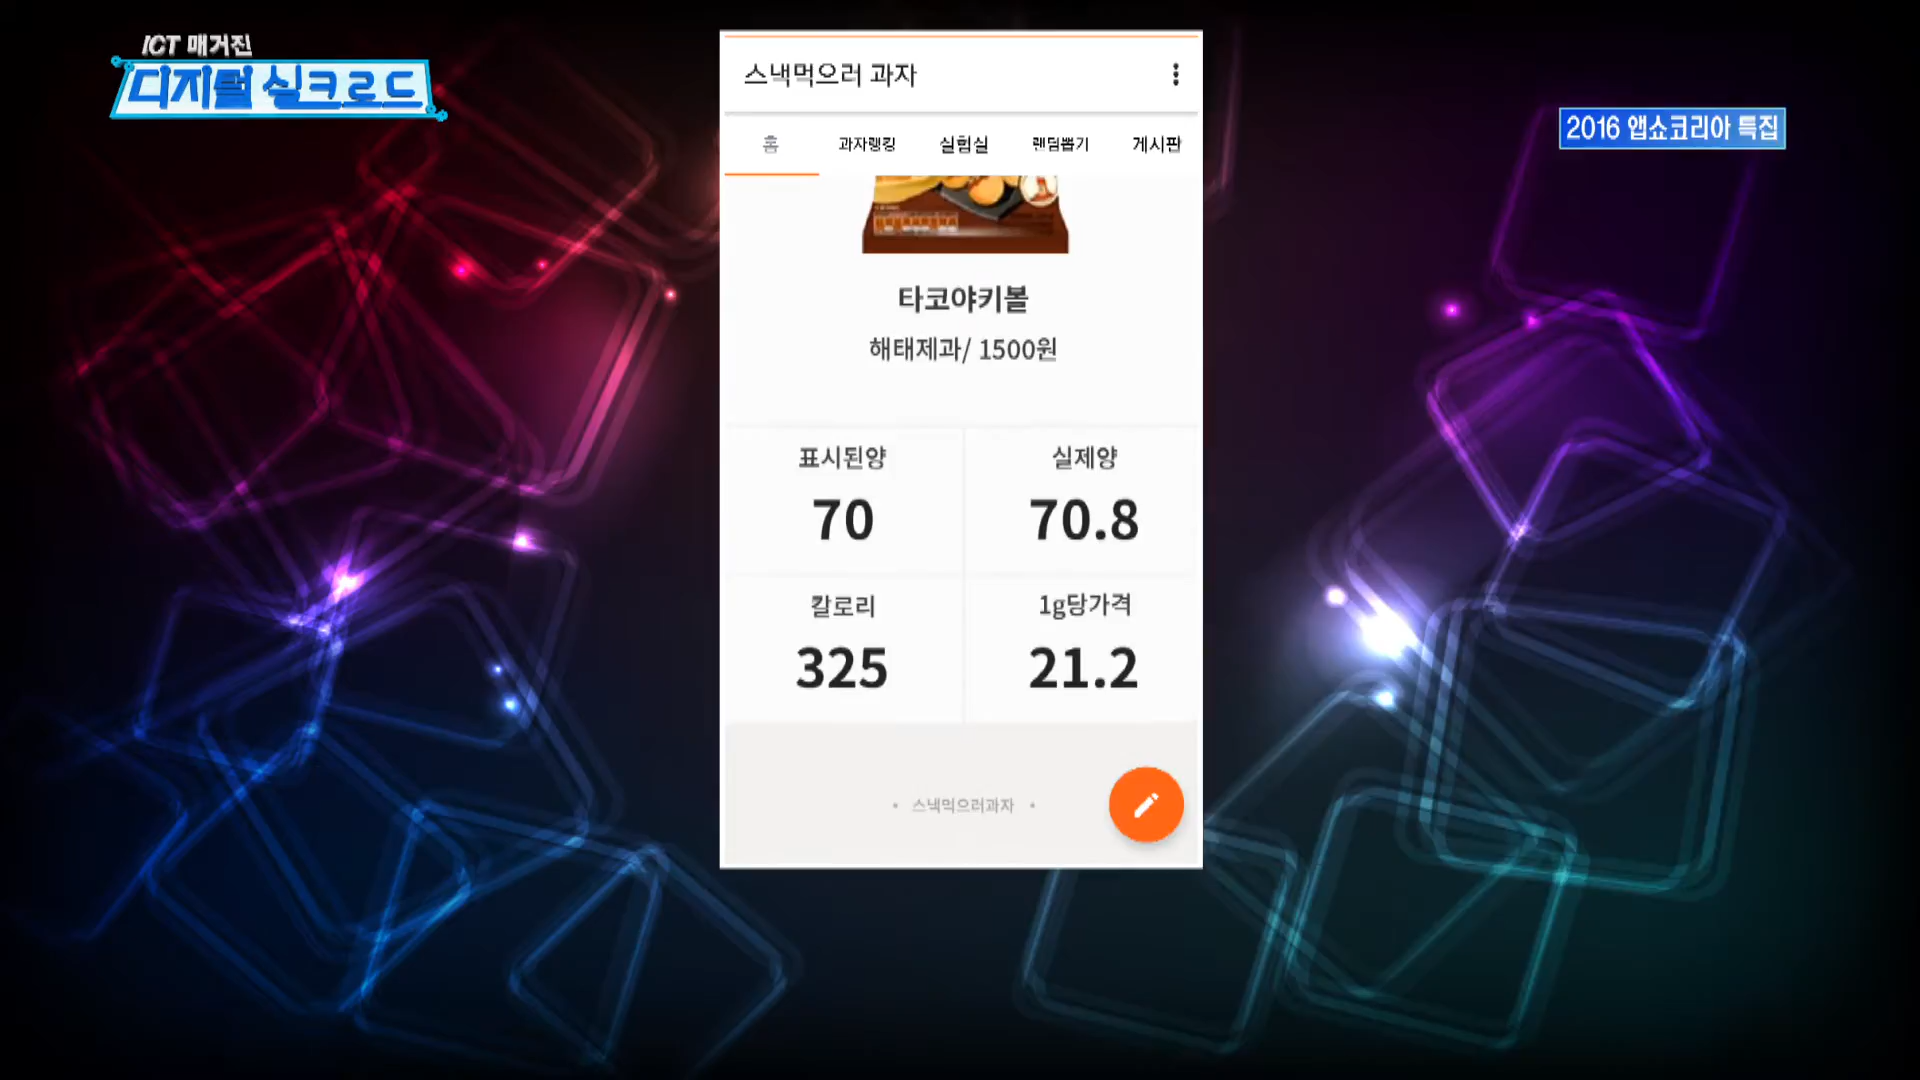 ICT 매거진
디지털 실크로드
2016 앱쇼코리아 특집
스낵먹으러 과자
홈 과자랭킹 실험실 랜덤뽑기 게시판
타코야키볼
해태제과/ 1500원
표시된양 실제양
70 70.8
칼로리 1g당가격
325 21.2
• 스낵먹으러과자 •